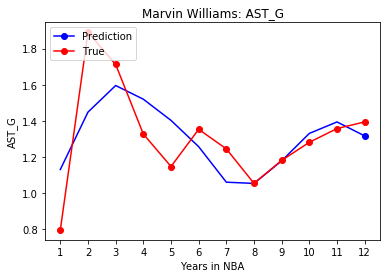 Marvin Williams: AST_G
Prediction
True
AST_G
1.8
1.6
1.4
1.2
1.0
0.8
1 2 3 4 5 6 7 8 9 10 11 12
Years in NBA